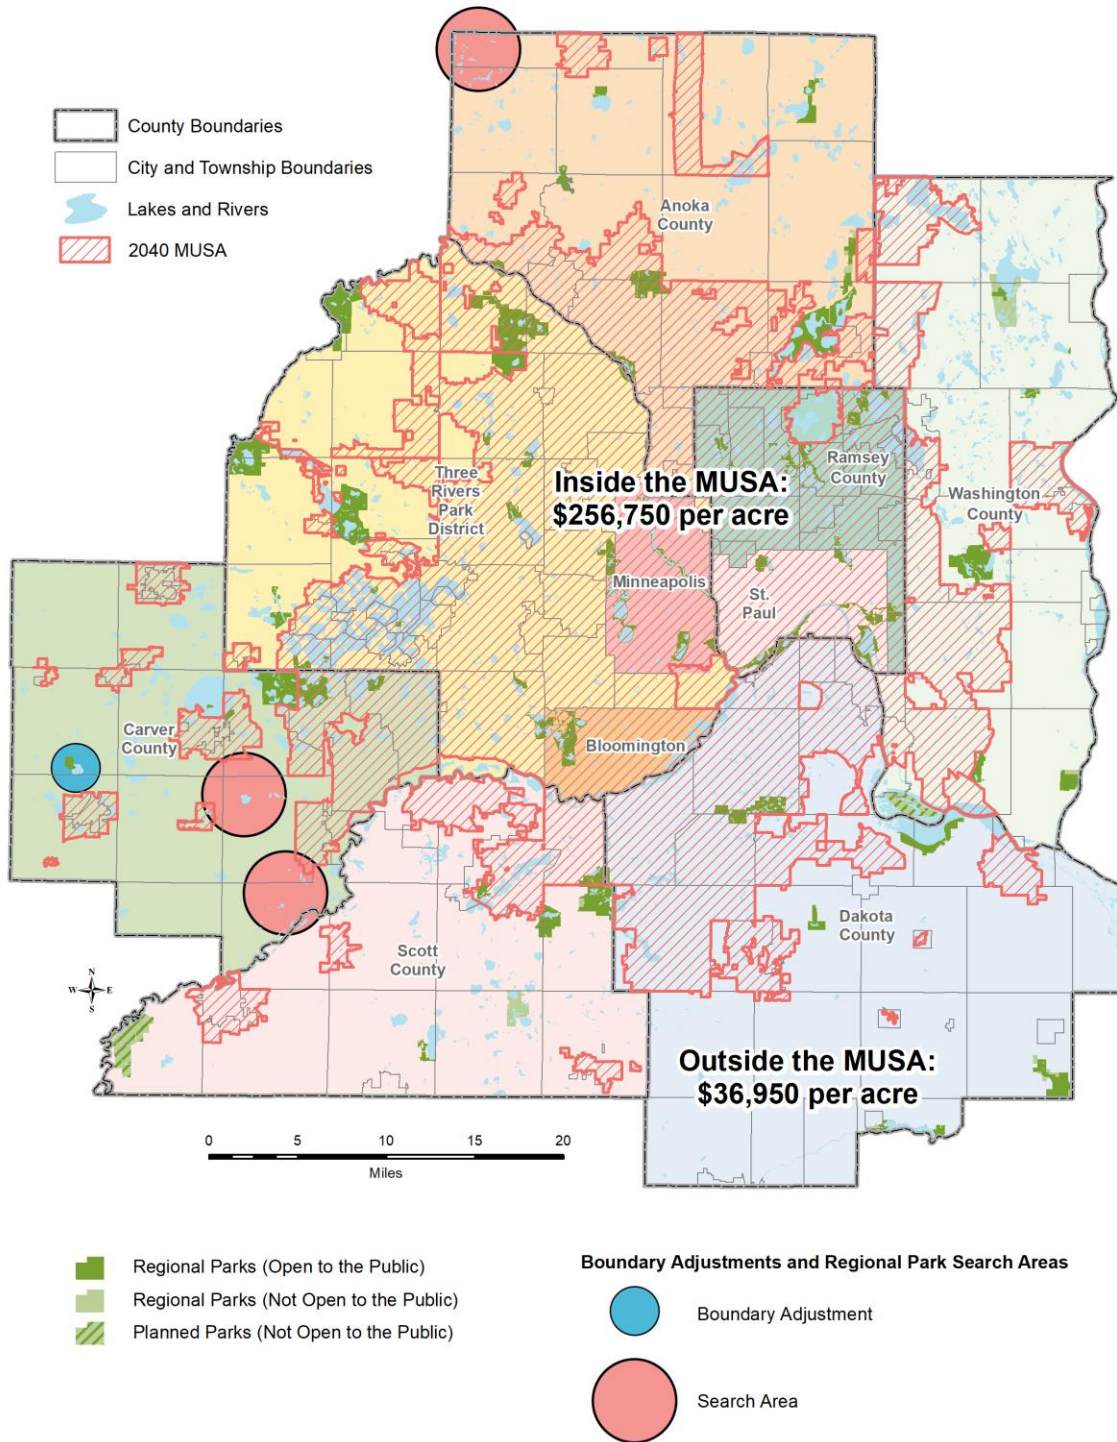 County Boundaries
City and Township Boundaries
Lakes and Rivers
2040 MUSA
Anoka
County
Three
Rivers
Park
District
Inside the MUSA:
$256,750 per acre
Ramsey
County
Washington
County
Minneapolis
St.
Paul
Carver
County
Bloomington
Scott
County
Dakota
County
N
W E
S
Outside the MUSA:
$36,950 per acre
0 5 10 15 20
Miles
Regional Parks (Open to the Public)
Regional Parks (Not Open to the Public)
Planned Parks (Not Open to the Public)
Boundary Adjustments and Regional Park Search Areas
Boundary Adjustment
Search Area